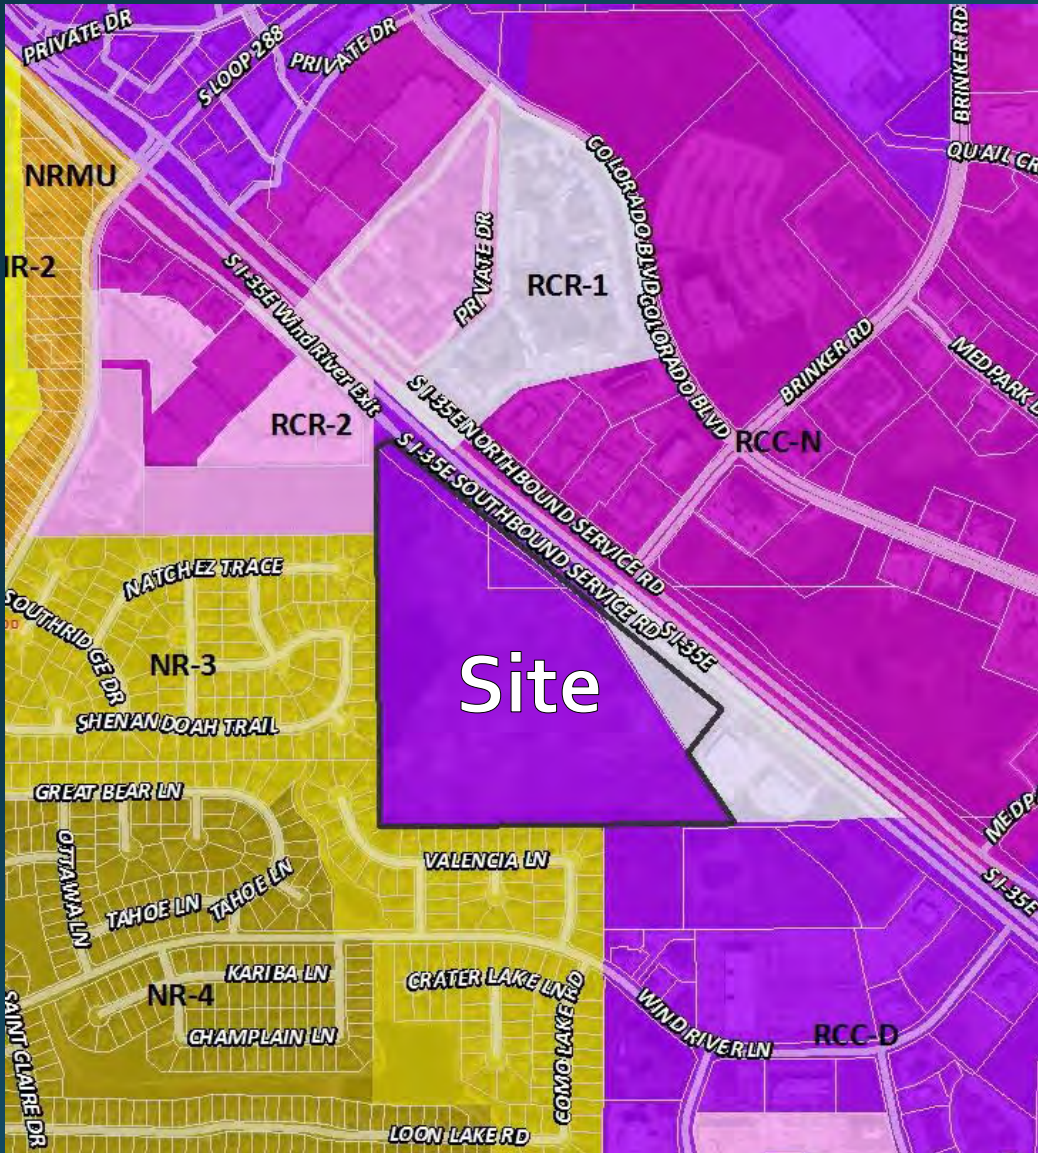 PRIVATE DR
S LOOP 288
PRIVATE DR
BRINKER RD
QUAIL CR
NRMU
COLORADO BLVD
COLORADO BLVD
IR-2
PRIVATE DR
RCR-1
S I-35E Wind River Exit
BRINKER RD
MEDPARK D
S I-35E NORTHBOUND SERVICE RD
RCR-2
RCC-N
S I-35E SOUTHBOUND SERVICE RD
NATCHEZ TRACE
SOUTHRIDGE DR
S I-35E
NR-3
Site
SHENANDOAH TRAIL
GREAT BEAR LN
MEDP
OTTAWA LN
VALENCIA LN
TAHOE LN
TAHOE LN
S I-35E
KARIBA LN
CRATER LAKE LN
NR-4
COMO LAKE RD
SAINT CLAIRE DR
CHAMPLAIN LN
WIND RIVER LN
RCC-D
LOON LAKE RD